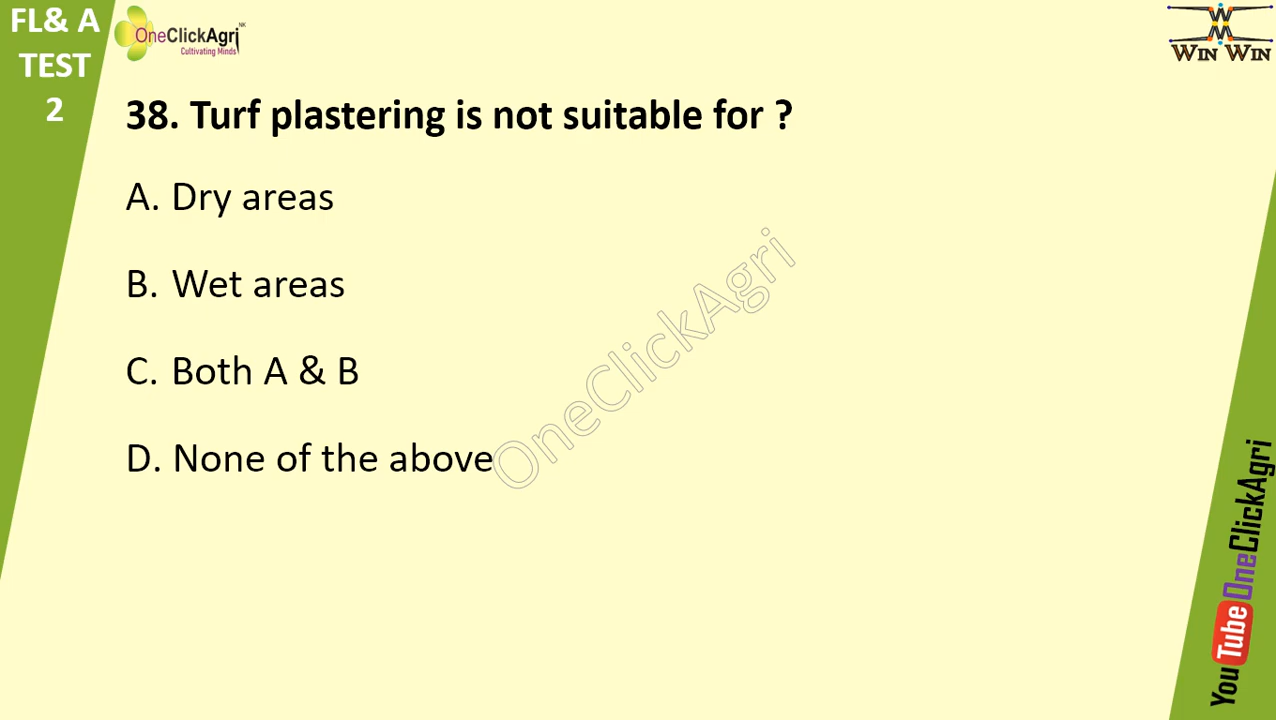 FL& A
TEST
2
OneClickAgri NK
Cultivating Minds
WIN WIN
38. Turf plastering is not suitable for ?
A. Dry areas
B. Wet areas
C. Both A & B
D. None of the above
OneClickAgri
YouTube OneClickAgri